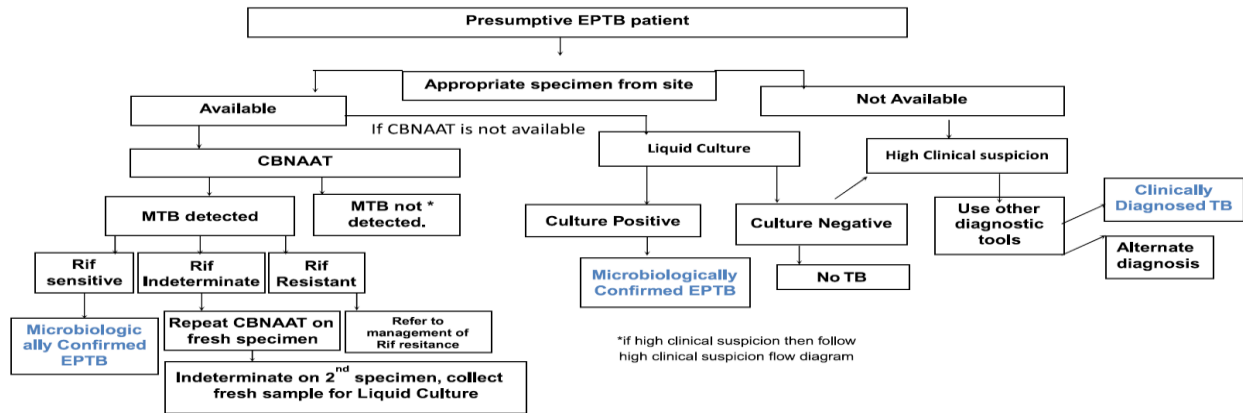 Presumptive EPTB patient
Appropriate specimen from site
Available
Not Available
If CBNAAT is not available
CBNAAT
Liquid Culture
High Clinical suspicion
MTB detected
MTB not *
detected.
Culture Positive
Culture Negative
Use other
diagnostic
tools
Clinically
Diagnosed TB
Alternate
diagnosis
Rif
sensitive
Rif
Indeterminate
Rif
Resistant
Microbiologically
Confirmed EPTB
No TB
Microbiologic
ally Confirmed
EPTB
Repeat CBNAAT on
fresh specimen
Refer to
management of
Rif resitance
*if high clinical suspicion then follow
high clinical suspicion flow diagram
Indeterminate on 2nd specimen, collect
fresh sample for Liquid Culture